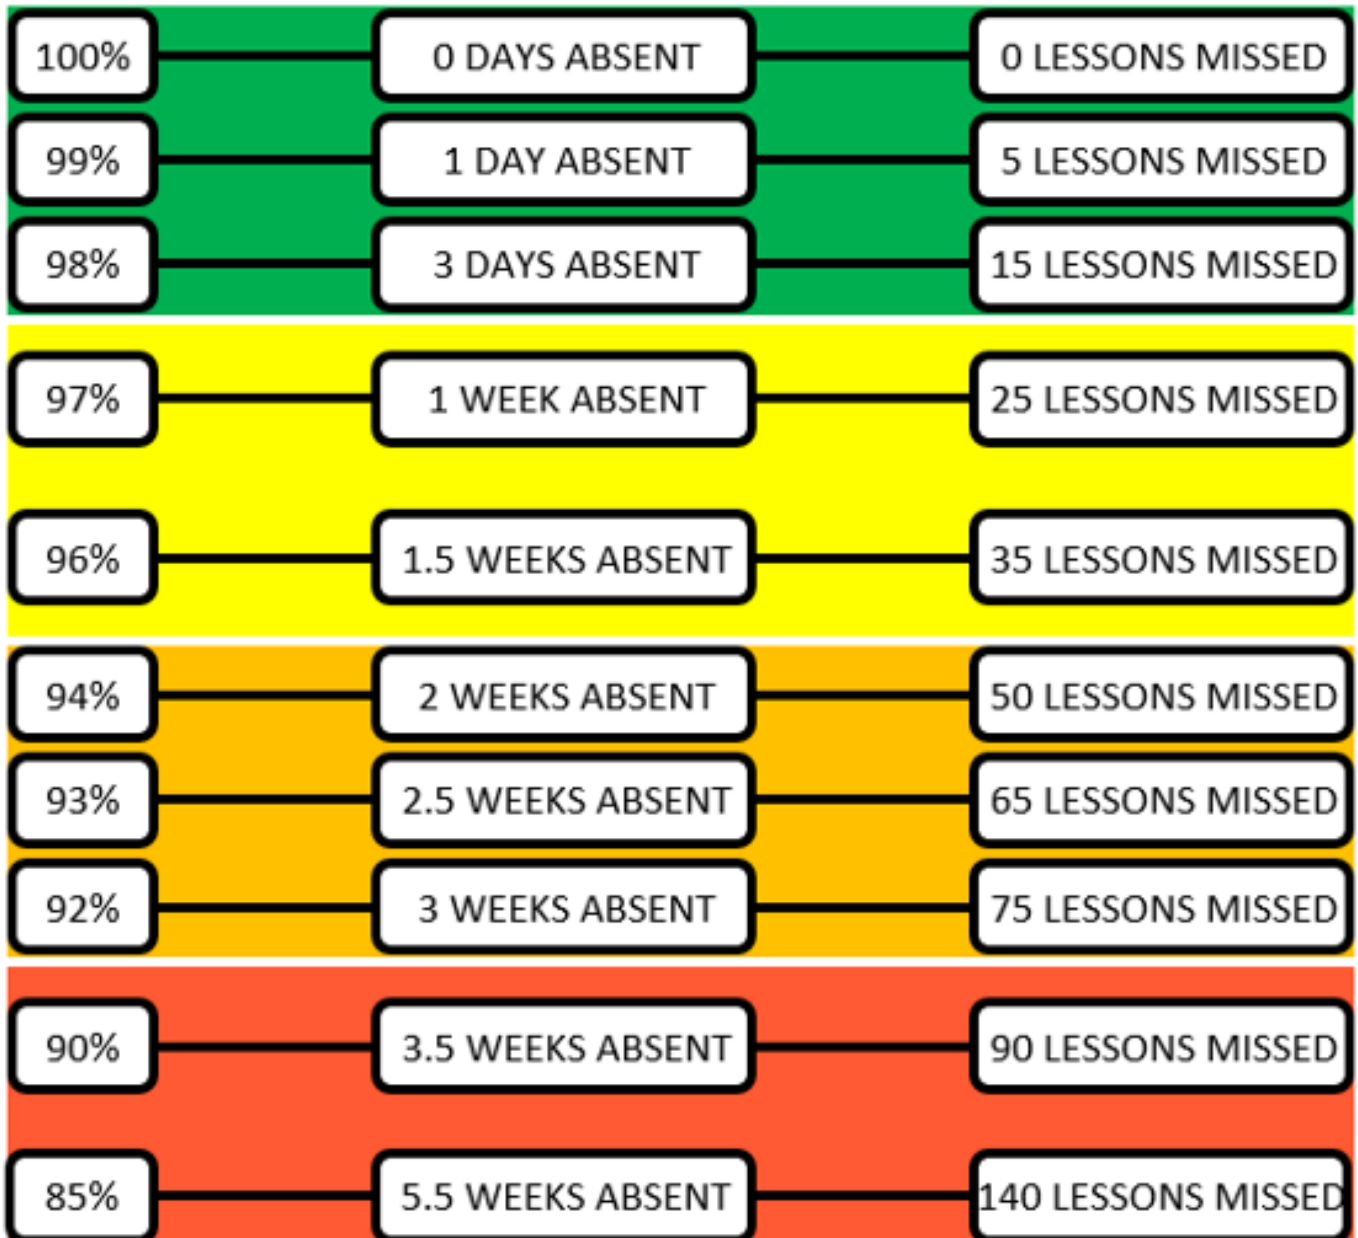 100% 0 DAYS ABSENT 0 LESSONS MISSED
99% 1 DAY ABSENT 5 LESSONS MISSED
98% 3 DAYS ABSENT 15 LESSONS MISSED
97% 1 WEEK ABSENT 25 LESSONS MISSED
96% 1.5 WEEKS ABSENT 35 LESSONS MISSED
94% 2 WEEKS ABSENT 50 LESSONS MISSED
93% 2.5 WEEKS ABSENT 65 LESSONS MISSED
92% 3 WEEKS ABSENT 75 LESSONS MISSED
90% 3.5 WEEKS ABSENT 90 LESSONS MISSED
85% 5.5 WEEKS ABSENT 140 LESSONS MISSED